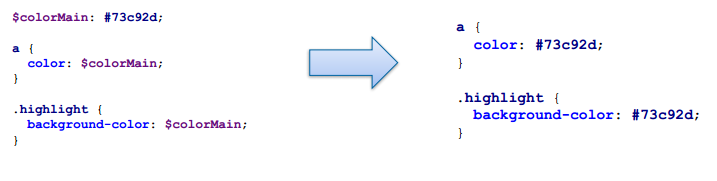 $colorMain: #73c92d;
a {
color: $colorMain;
}
.highlight {
background-color: $colorMain;
}
a {
color: #73c92d;
}
.highlight {
background-color: #73c92d;
}